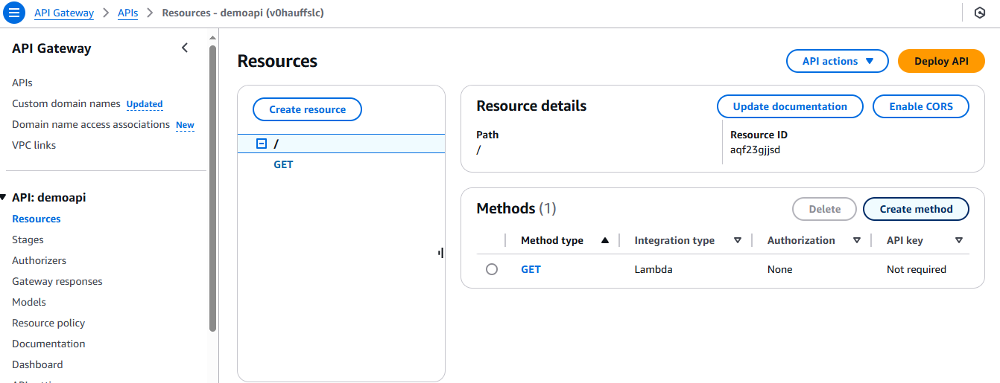 API Gateway > APIs > Resources - demoapi (v0hauffslc)
API Gateway
APIs
Custom domain names Updated
Domain name access associations New
VPC links
API: demoapi
Resources
Stages
Authorizers
Gateway responses
Models
Resource policy
Documentation
Dashboard
Resources
API actions
Deploy API
Create resource
/
GET
Resource details
Update documentation
Enable CORS
Path
/
Resource ID
aqf23gjjsd
Methods (1)
Delete
Create method
Method type Integration type Authorization API key
GET Lambda None Not required